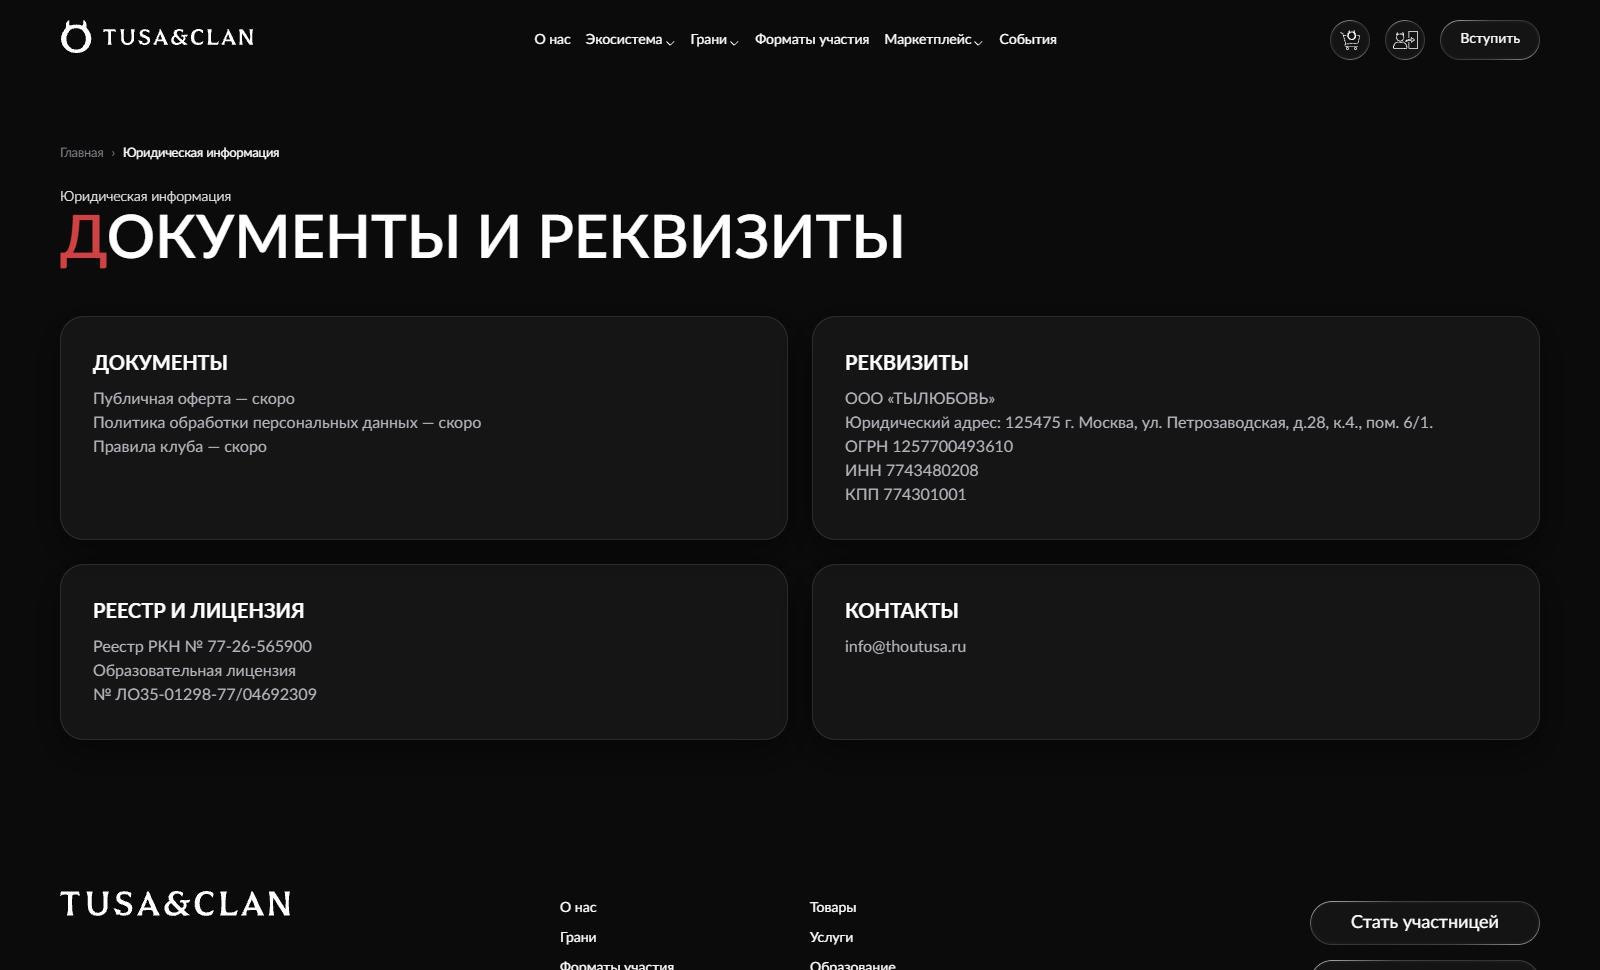 TUSA&CLAN
О нас Экосистема Грани Форматы участия Маркетплейс События
Вступить
Главная › Юридическая информация
Юридическая информация
ДОКУМЕНТЫ И РЕКВИЗИТЫ
ДОКУМЕНТЫ
Публичная оферта — скоро
Политика обработки персональных данных — скоро
Правила клуба — скоро
РЕКВИЗИТЫ
ООО «ТЫЛЮБОВЬ»
Юридический адрес: 125475 г. Москва, ул. Петрозаводская, д.28, к.4., пом. 6/1.
ОГРН 1257700493610
ИНН 7743480208
КПП 774301001
РЕЕСТР И ЛИЦЕНЗИЯ
Реестр РКН № 77-26-565900
Образовательная лицензия
№ ЛО35-01298-77/04692309
КОНТАКТЫ
info@thoutusa.ru
TUSA&CLAN
О нас
Грани
Форматы участия
Товары
Услуги
Образование
Стать участницей